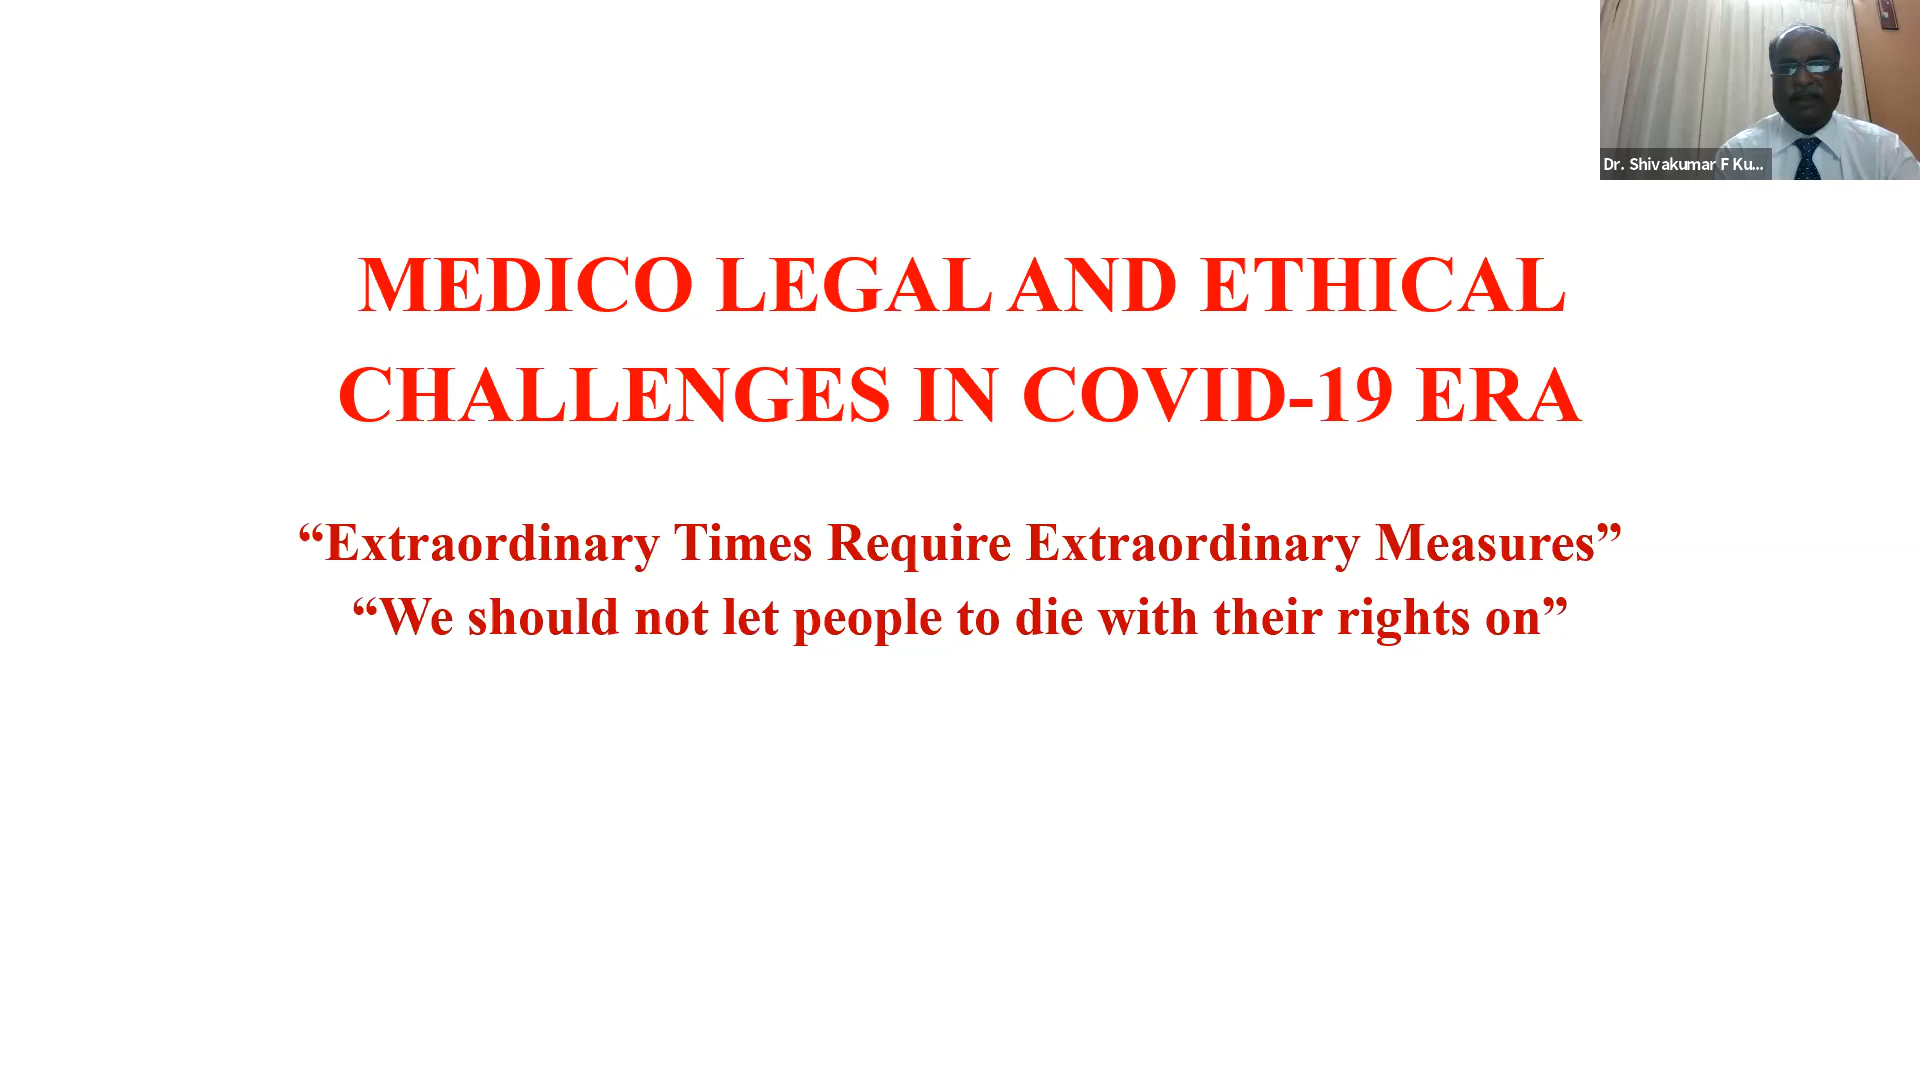 Dr. Shivakumar F Ku...
MEDICO LEGAL AND ETHICAL
CHALLENGES IN COVID-19 ERA
“Extraordinary Times Require Extraordinary Measures”
“We should not let people to die with their rights on”